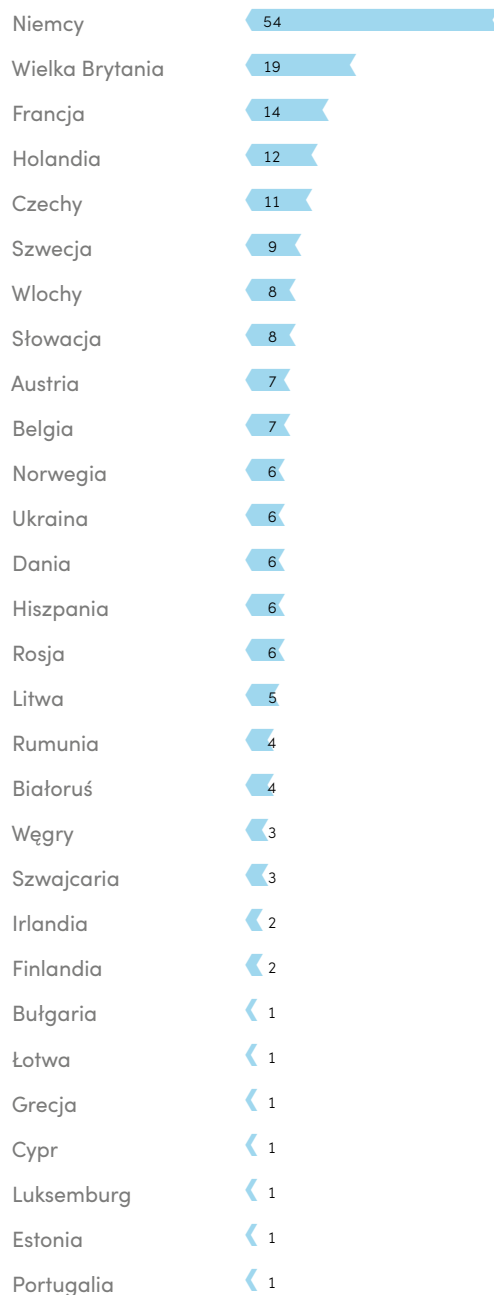 Niemcy 54
Wielka Brytania 19
Francja 14
Holandia 12
Czechy 11
Szwecja 9
Wlochy 8
Słowacja 8
Austria 7
Belgia 7
Norwegia 6
Ukraina 6
Dania 6
Hiszpania 6
Rosja 6
Litwa 5
Rumunia 4
Białoruś 4
Węgry 3
Szwajcaria 3
Irlandia 2
Finlandia 2
Bułgaria 1
Łotwa 1
Grecja 1
Cypr 1
Luksemburg 1
Estonia 1
Portugalia 1